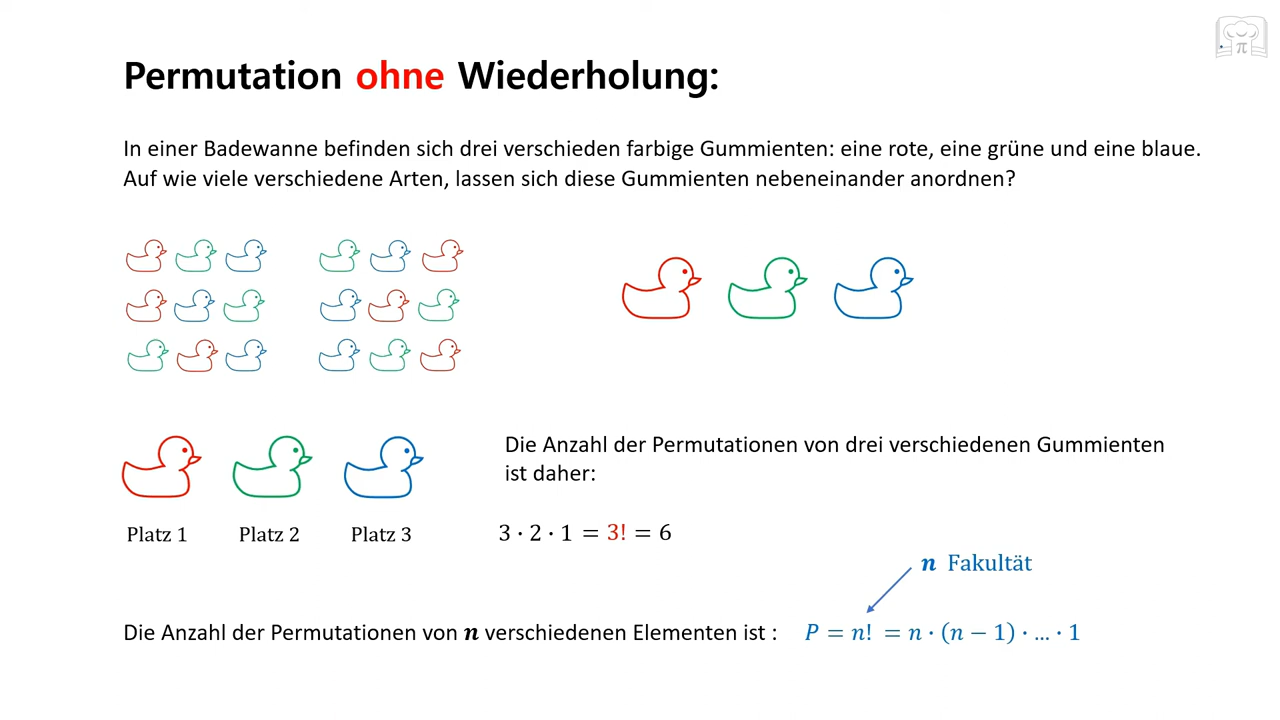 Permutation ohne Wiederholung:
In einer Badewanne befinden sich drei verschieden farbige Gummienten: eine rote, eine grüne und eine blaue.
Auf wie viele verschiedene Arten, lassen sich diese Gummienten nebeneinander anordnen?
Die Anzahl der Permutationen von drei verschiedenen Gummienten
ist daher:
Platz 1 Platz 2 Platz 3
3 · 2 · 1 = 3! = 6
n Fakultät
Die Anzahl der Permutationen von n verschiedenen Elementen ist : P = n! = n · (n − 1) · … · 1
π